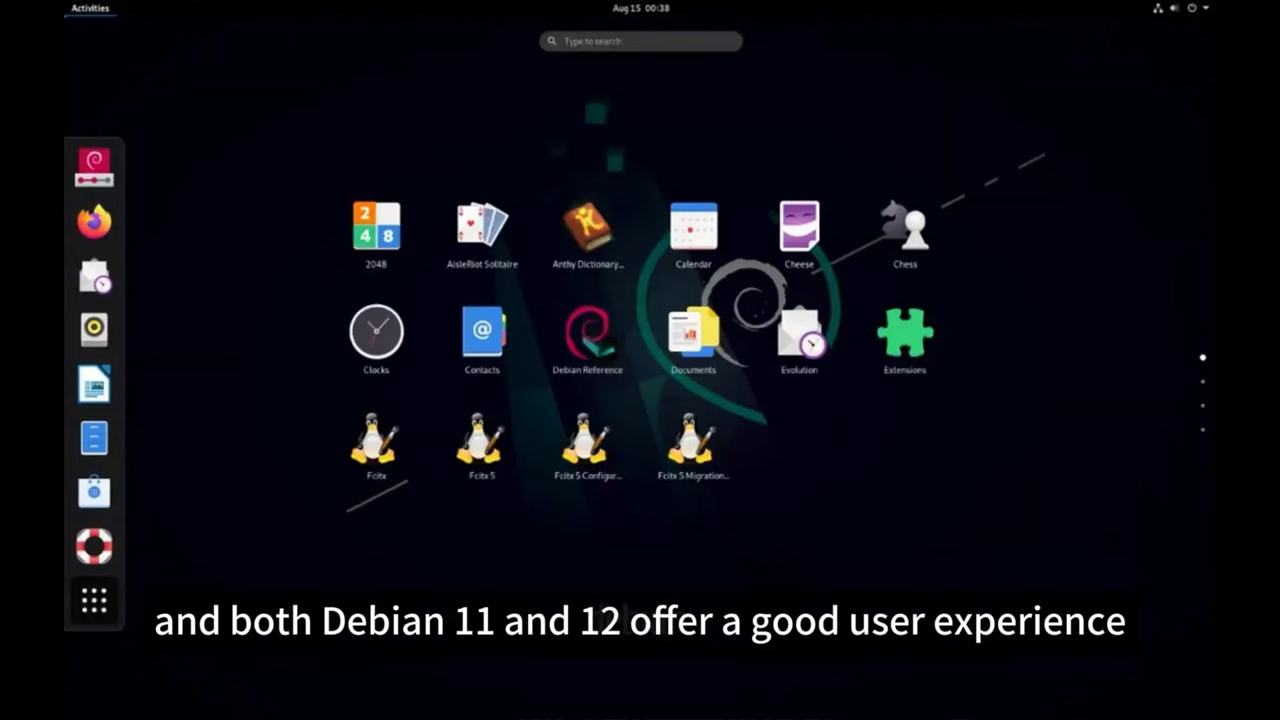 Activities
Aug 15 00:38
Type to search
2
4 8
2048
AisleRiot Solitaire
Anthy Dictionary...
Calendar
Cheese
Chess
Clocks
@
Contacts
Debian Reference
Documents
Evolution
Extensions
Fcitx
Fcitx 5
Fcitx 5 Configur...
Fcitx 5 Migration...
and both Debian 11 and 12 offer a good user experience